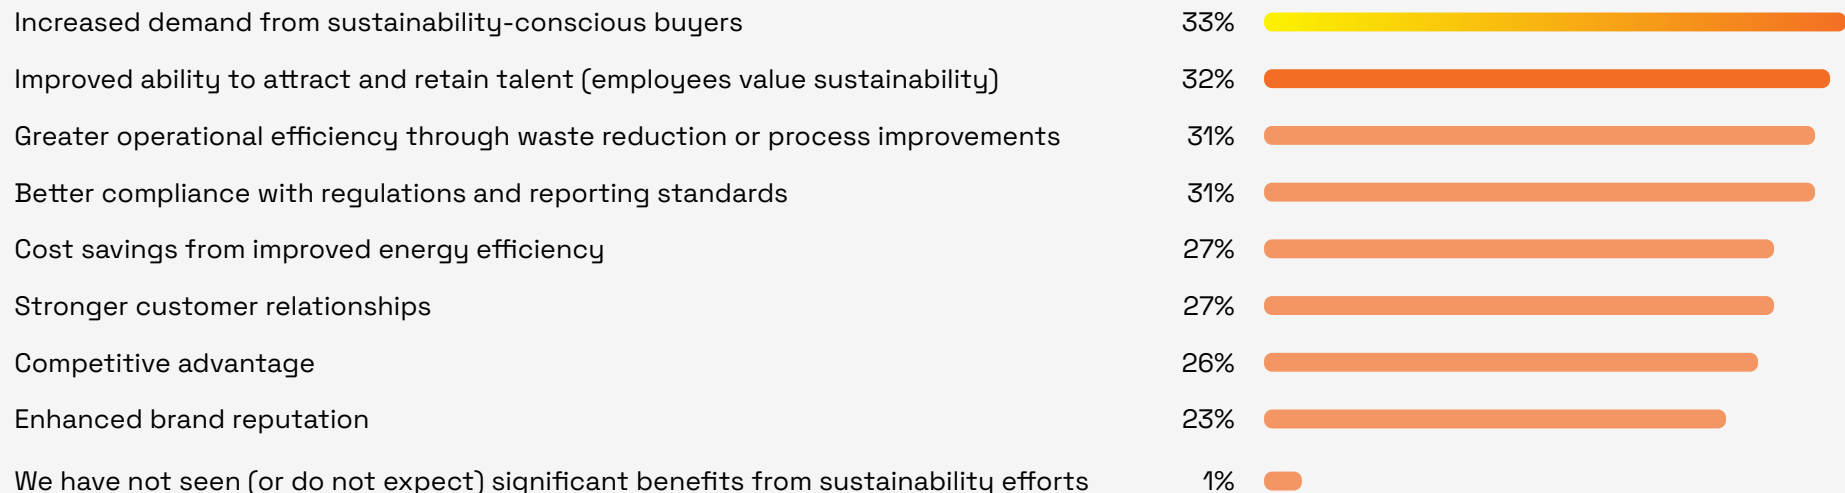 Increased demand from sustainability-conscious buyers 33%
Improved ability to attract and retain talent (employees value sustainability) 32%
Greater operational efficiency through waste reduction or process improvements 31%
Better compliance with regulations and reporting standards 31%
Cost savings from improved energy efficiency 27%
Stronger customer relationships 27%
Competitive advantage 26%
Enhanced brand reputation 23%
We have not seen (or do not expect) significant benefits from sustainability efforts 1%